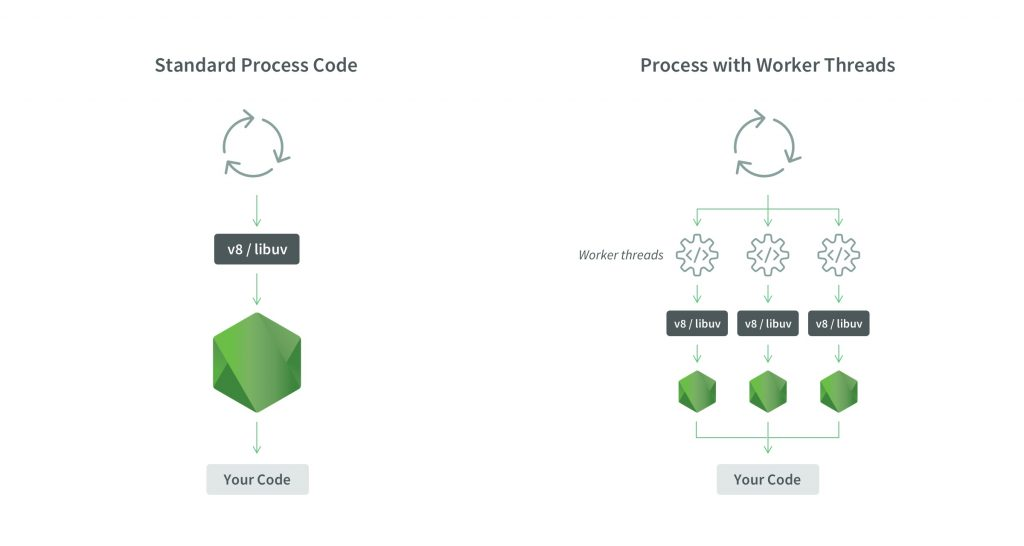 Standard Process Code
v8 / libuv
Your Code
Process with Worker Threads
Worker threads
</>
</>
</>
v8 / libuv
v8 / libuv
v8 / libuv
Your Code